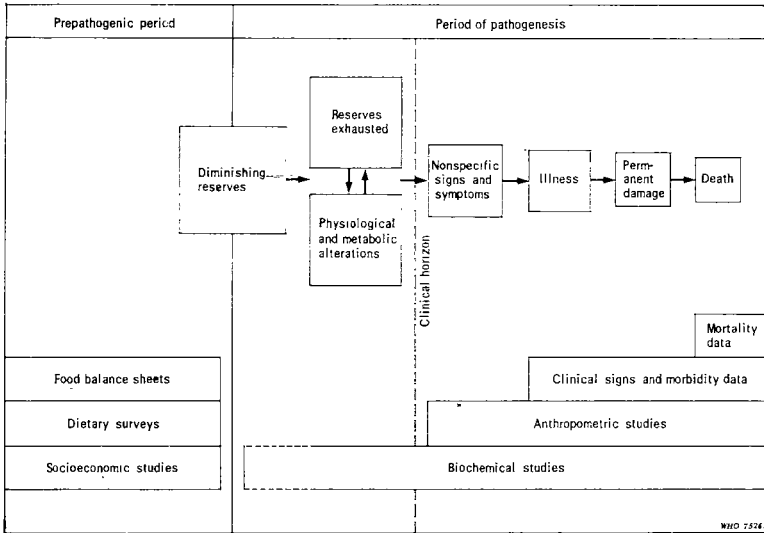 Prepathogenic period
Period of pathogenesis
Reserves
exhausted
Diminishing
reserves
Physiological
and metabolic
alterations
Clinical horizon
Nonspecific
signs and
symptoms
Illness
Perm-
anent
damage
Death
Mortality
data
Food balance sheets
Clinical signs and morbidity data
Dietary surveys
Anthropometric studies
Socioeconomic studies
Biochemical studies
WHO 7526